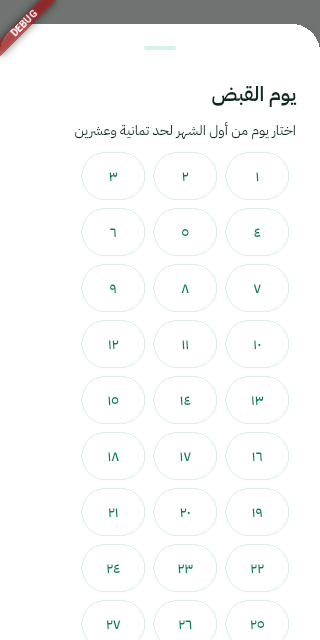 DEBUG
يوم القبض
اختار يوم من أول الشهر لحد تمانية وعشرين
١ ٢ ٣
٤ ٥ ٦
٧ ٨ ٩
١٠ ١١ ١٢
١٣ ١٤ ١٥
١٦ ١٧ ١٨
١٩ ٢٠ ٢١
٢٢ ٢٣ ٢٤
٢٥ ٢٦ ٢٧